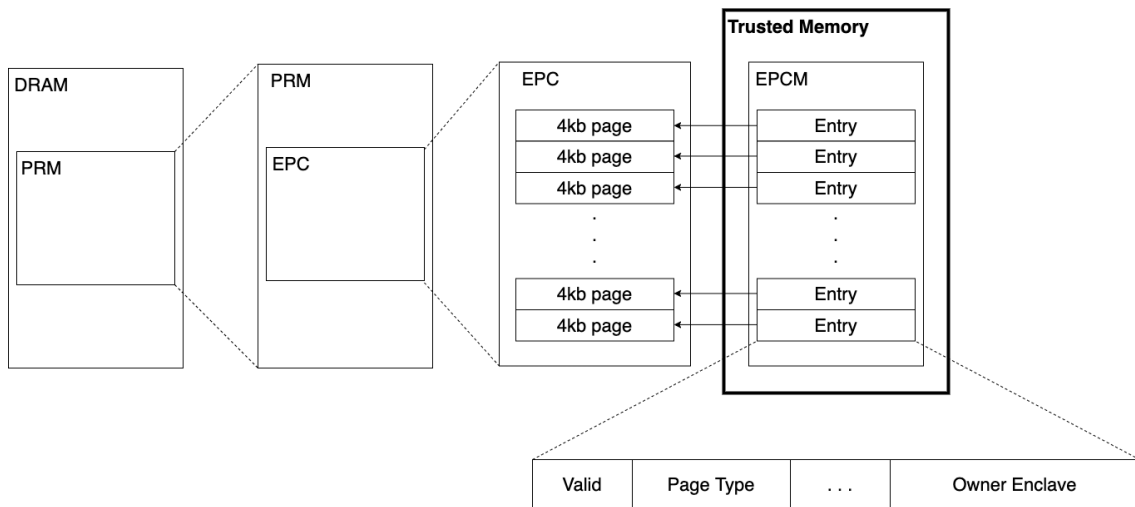 Trusted Memory
DRAM
PRM
PRM
EPC
EPC
4kb page
4kb page
4kb page
.
.
.
4kb page
4kb page
EPCM
Entry
Entry
Entry
.
.
.
Entry
Entry
Valid
Page Type
. . .
Owner Enclave